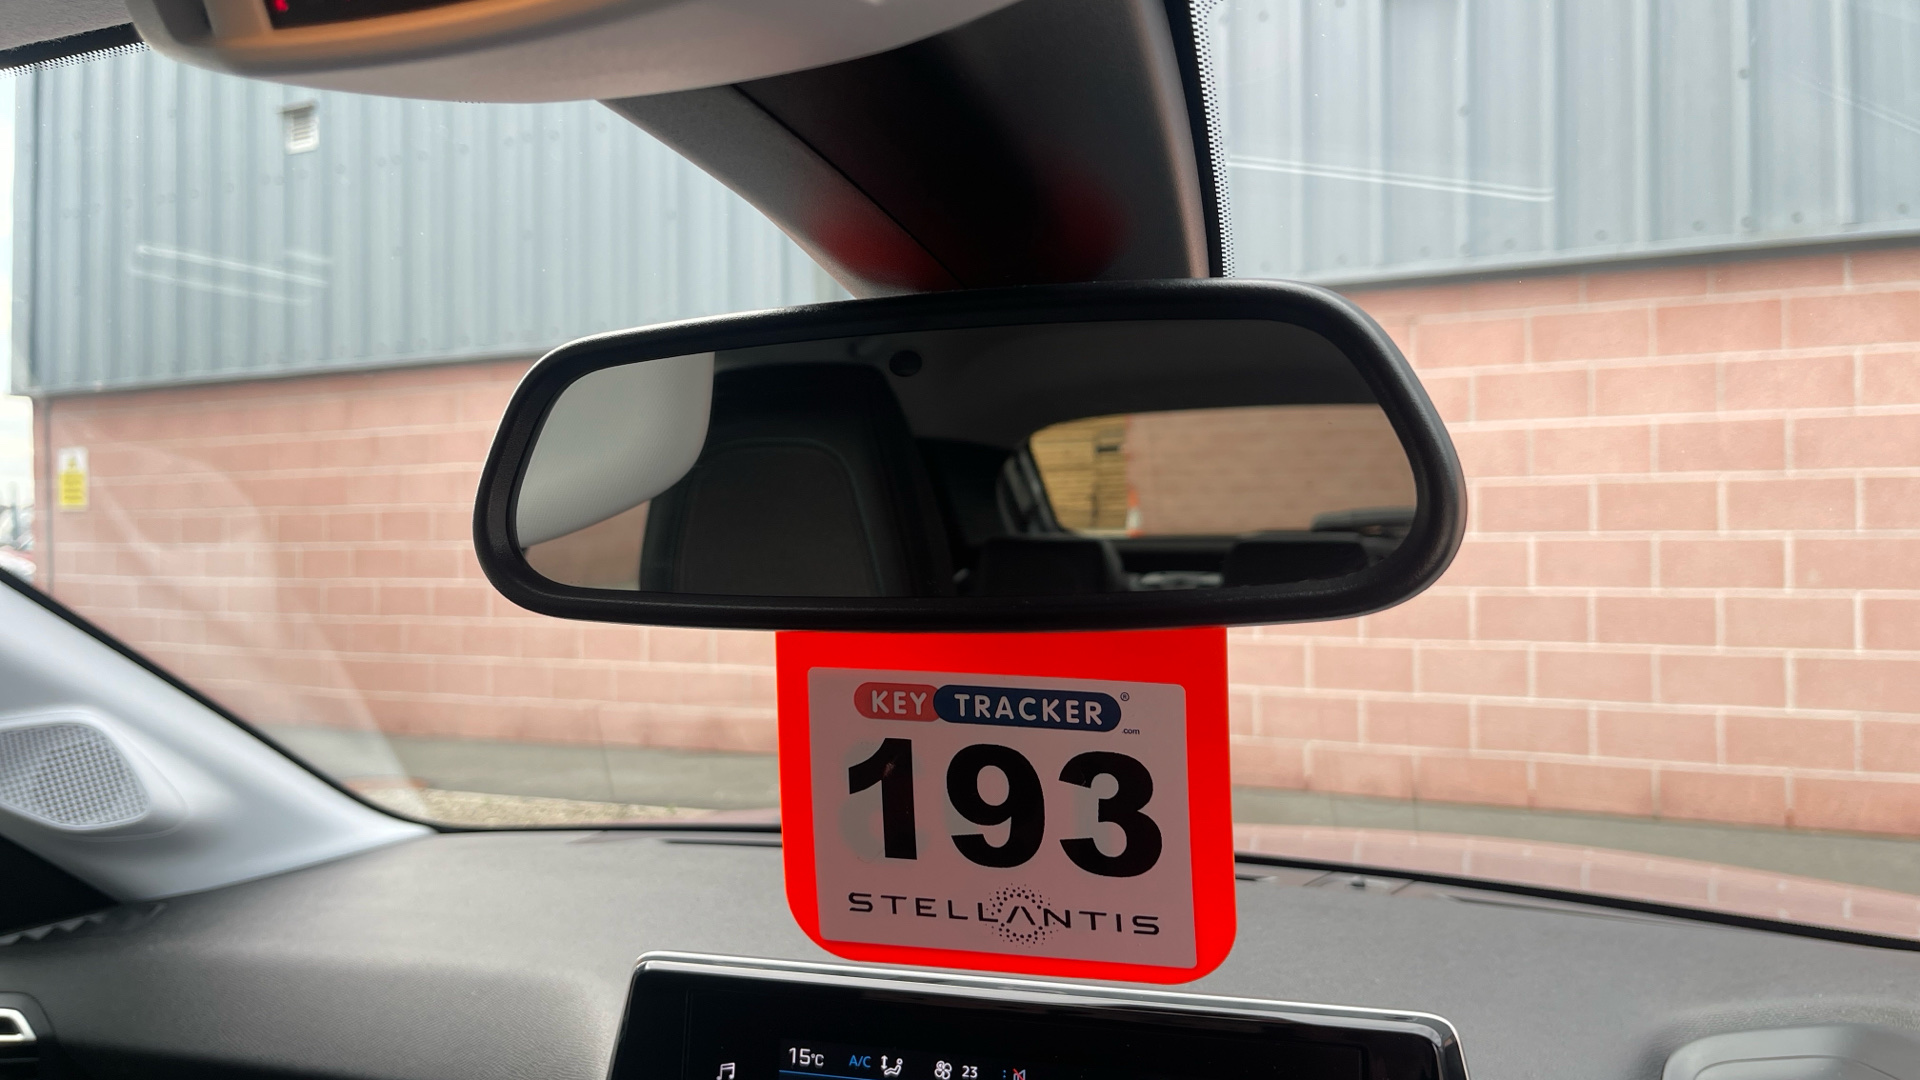 KEY TRACKER®
.com
193
STELLANTIS
15°C A/C 23